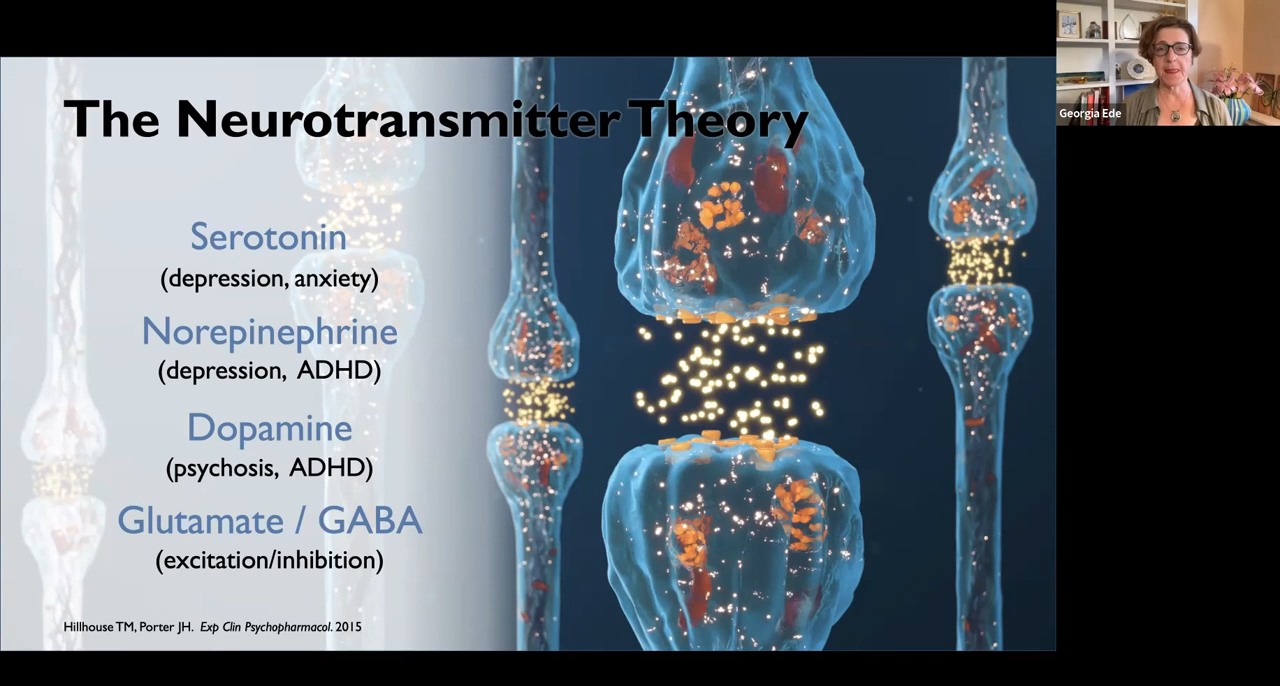 The Neurotransmitter Theory
Serotonin
(depression, anxiety)
Norepinephrine
(depression, ADHD)
Dopamine
(psychosis, ADHD)
Glutamate / GABA
(excitation/inhibition)
Hillhouse TM, Porter JH. Exp Clin Psychopharmacol. 2015
Georgia Ede